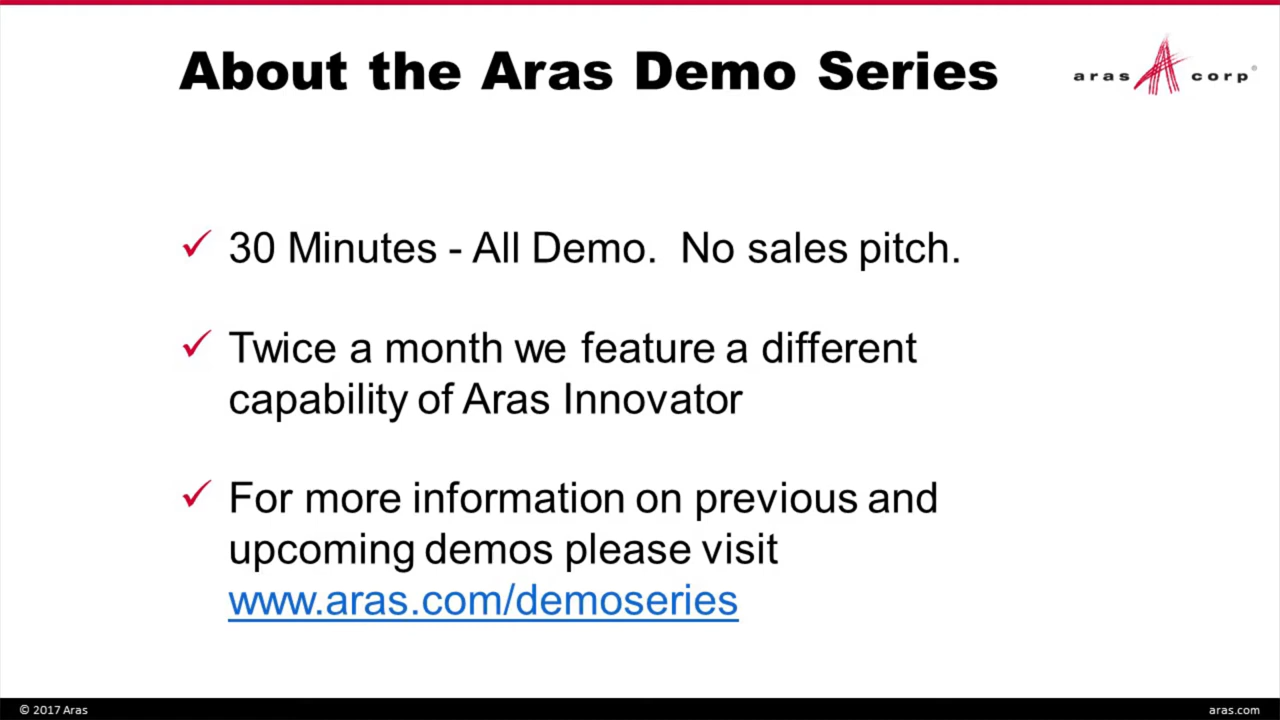 About the Aras Demo Series
aras corp®
✓ 30 Minutes - All Demo. No sales pitch.
✓ Twice a month we feature a different
capability of Aras Innovator
✓ For more information on previous and
upcoming demos please visit
www.aras.com/demoseries
© 2017 Aras
aras.com